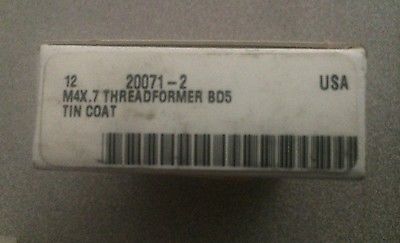 12 20071-2 USA
M4X.7 THREADFORMER BD5
TIN COAT